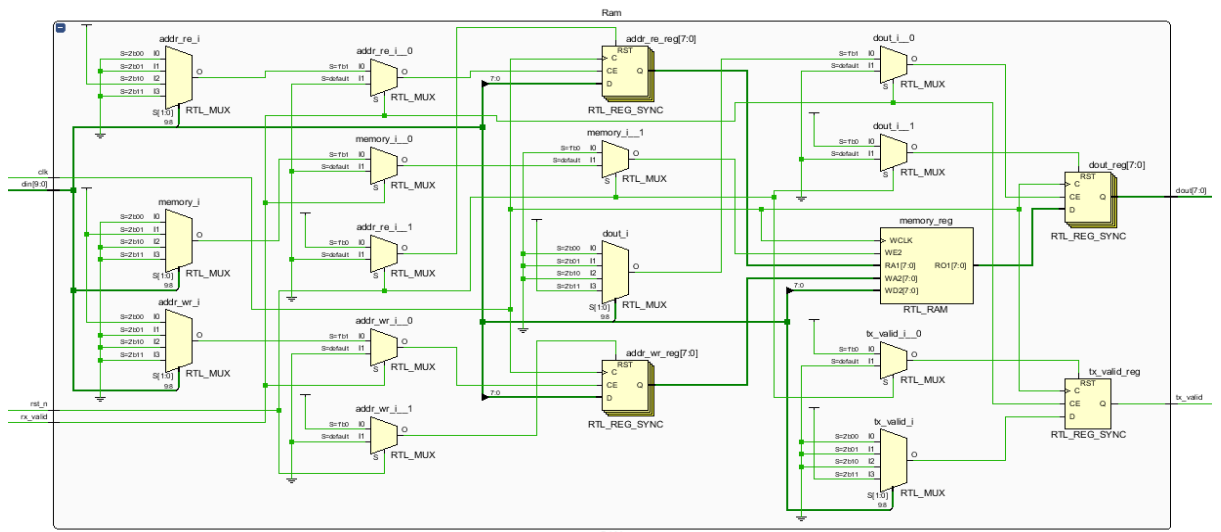 Ram
addr_re_i
S=2'b00 I0
S=2'b01 I1
S=2'b10 I2
S=2'b11 I3
O
S[1:0]
RTL_MUX
9:8
addr_re_i__0
S=1'b1 I0
S=default I1
O
S
RTL_MUX
addr_re_reg[7:0]
RST
C
CE
D
Q
7:0
RTL_REG_SYNC
dout_i__0
S=1'b1 I0
S=default I1
O
S
RTL_MUX
memory_i__0
S=1'b1 I0
S=default I1
O
S
RTL_MUX
memory_i__1
S=1'b0 I0
S=default I1
O
S
RTL_MUX
dout_i__1
S=1'b0 I0
S=default I1
O
S
RTL_MUX
dout_reg[7:0]
RST
C
CE
D
Q
RTL_REG_SYNC
dout[7:0]
clk
din[9:0]
memory_i
S=2'b00 I0
S=2'b01 I1
S=2'b10 I2
S=2'b11 I3
O
S[1:0]
RTL_MUX
9:8
addr_re_i__1
S=1'b0 I0
S=default I1
O
S
RTL_MUX
dout_i
S=2'b00 I0
S=2'b01 I1
S=2'b10 I2
S=2'b11 I3
O
S[1:0]
RTL_MUX
9:8
memory_reg
WCLK
WE2
RA1[7:0]
WA2[7:0]
WD2[7:0]
RO1[7:0]
7:0
RTL_RAM
addr_wr_i
S=2'b00 I0
S=2'b01 I1
S=2'b10 I2
S=2'b11 I3
O
S[1:0]
RTL_MUX
9:8
addr_wr_i__0
S=1'b1 I0
S=default I1
O
S
RTL_MUX
addr_wr_reg[7:0]
RST
C
CE
D
Q
7:0
RTL_REG_SYNC
tx_valid_i__0
S=1'b0 I0
S=default I1
O
S
RTL_MUX
tx_valid_reg
RST
C
CE
D
Q
RTL_REG_SYNC
tx_valid
rst_n
rx_valid
addr_wr_i__1
S=1'b0 I0
S=default I1
O
S
RTL_MUX
tx_valid_i
S=2'b00 I0
S=2'b01 I1
S=2'b10 I2
S=2'b11 I3
O
S[1:0]
RTL_MUX
9:8